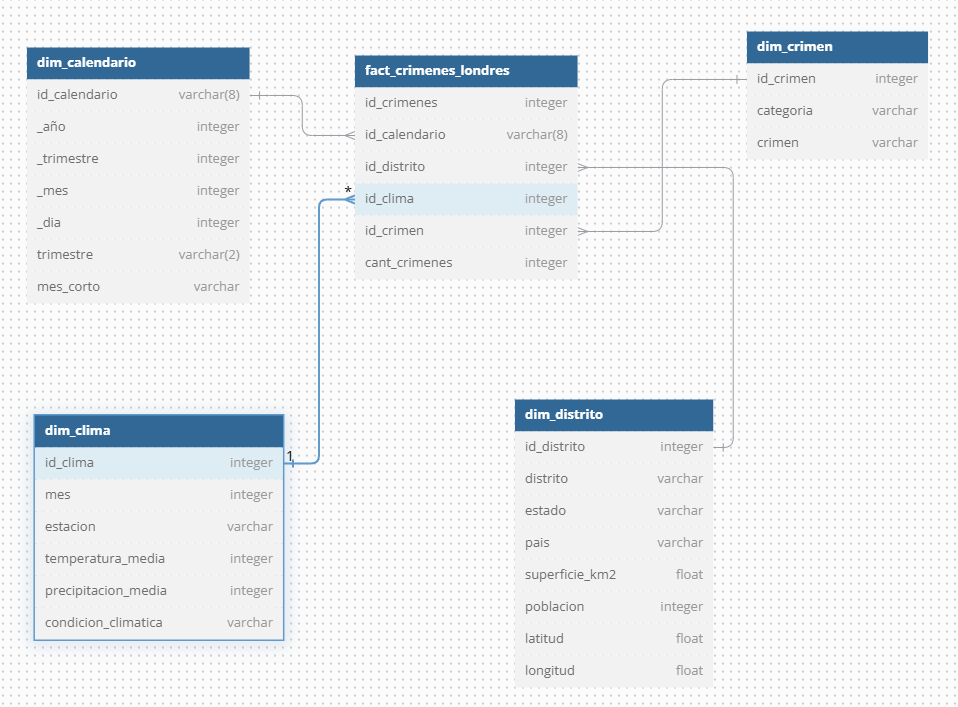 dim_calendario
id_calendario varchar(8)
_año integer
_trimestre integer
_mes integer
_dia integer
trimestre varchar(2)
mes_corto varchar
fact_crimenes_londres
id_crimenes integer
id_calendario varchar(8)
id_distrito integer
* id_clima integer
id_crimen integer
cant_crimenes integer
dim_crimen
id_crimen integer
categoria varchar
crimen varchar
dim_clima
id_clima integer 1
mes integer
estacion varchar
temperatura_media integer
precipitacion_media integer
condicion_climatica varchar
dim_distrito
id_distrito integer
distrito varchar
estado varchar
pais varchar
superficie_km2 float
poblacion integer
latitud float
longitud float